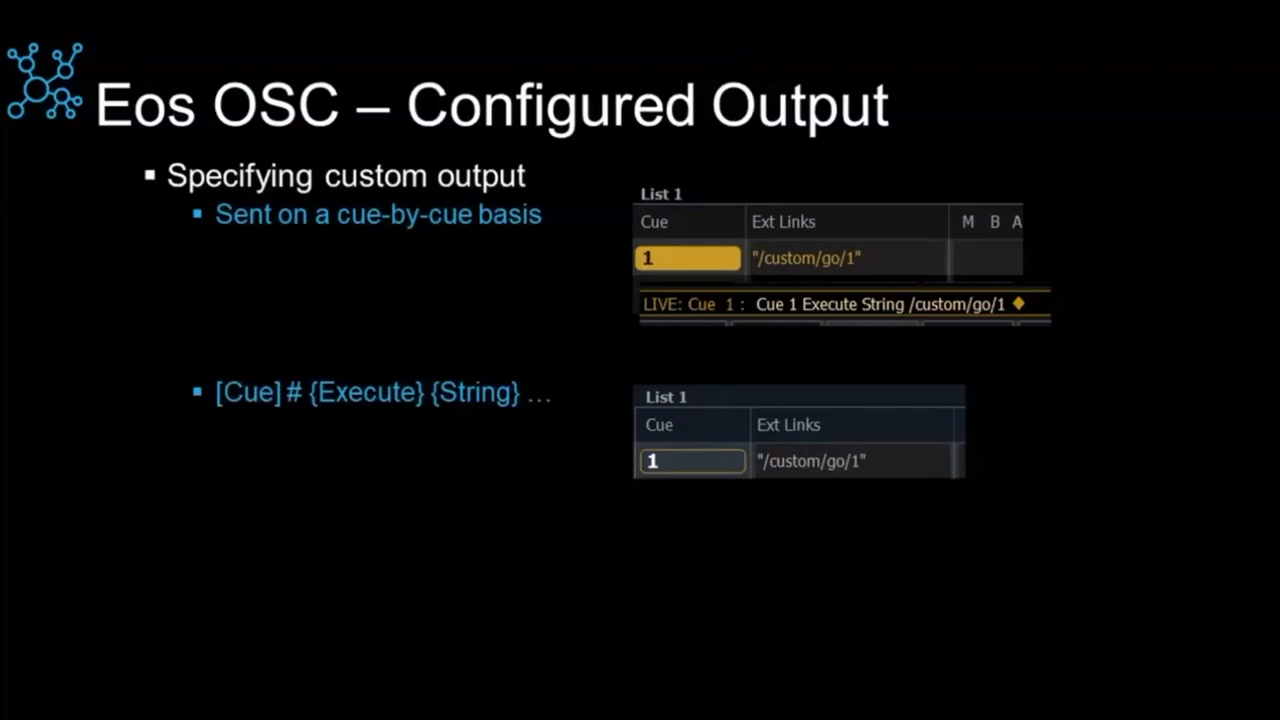 Eos OSC – Configured Output
▪ Specifying custom output
▪ Sent on a cue-by-cue basis
List 1
Cue Ext Links M B A
1 "/custom/go/1"
LIVE: Cue 1 : Cue 1 Execute String /custom/go/1 ◆
▪ [Cue] # {Execute} {String} …
List 1
Cue Ext Links
1 "/custom/go/1"